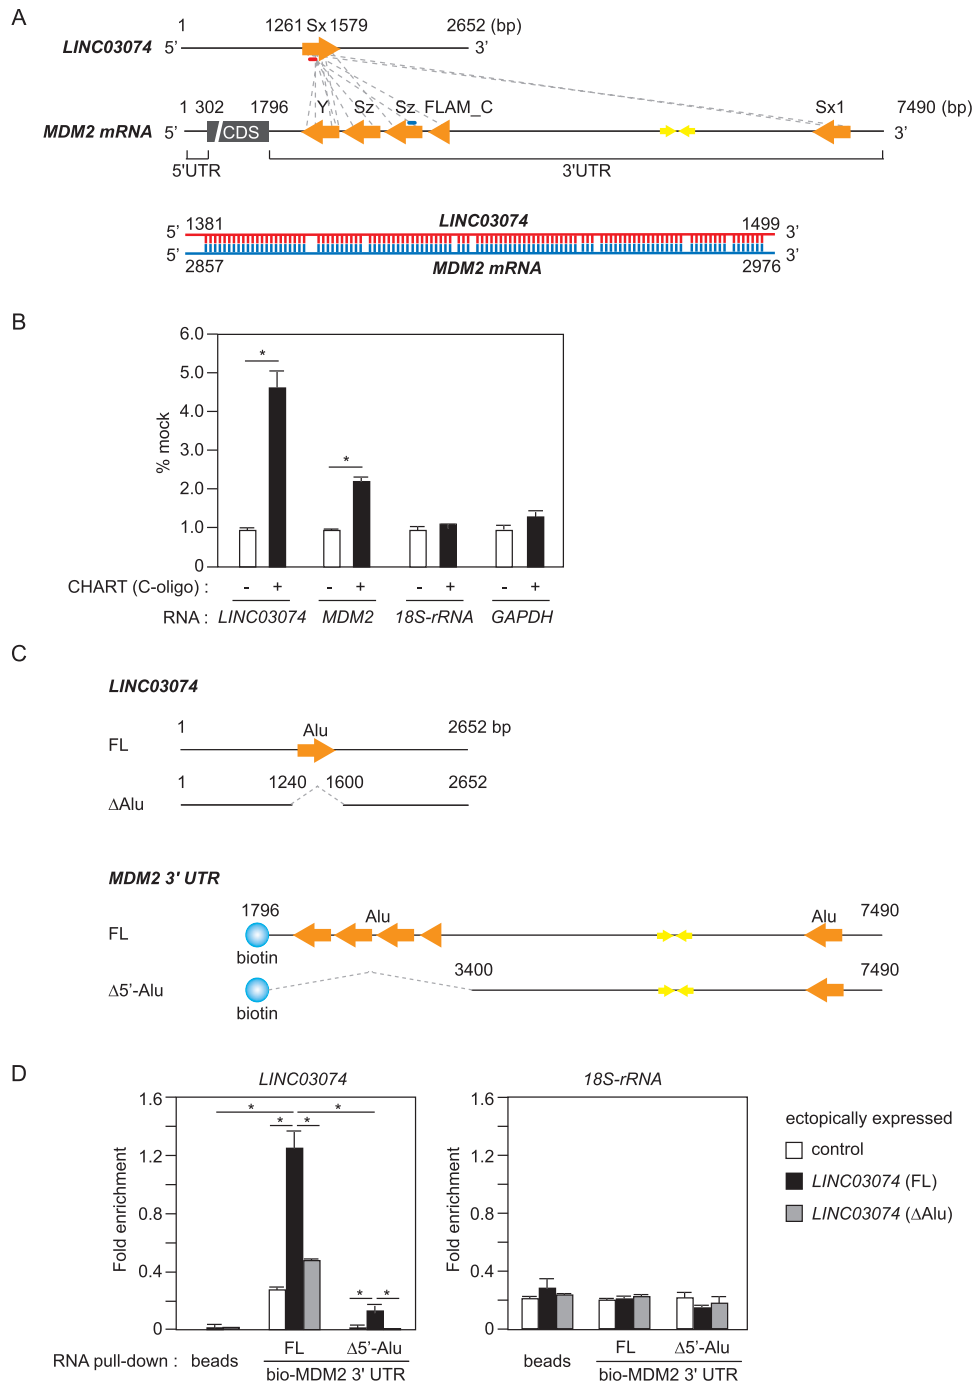 A
1 1261 Sx 1579 2652 (bp)
LINC03074 5’ 3’
Y Sz Sz FLAM_C Sx1
1 302 1796 7490 (bp)
MDM2 mRNA 5’ CDS 3’
5'UTR 3'UTR
1381 LINC03074 1499
5’ 3’
5’ 3’
2857 MDM2 mRNA 2976
B
6.0
5.0
4.0
3.0
2.0
1.0
0
% mock
* *
CHART (C-oligo) : - + - + - + - +
RNA : LINC03074 MDM2 18S-rRNA GAPDH
C
LINC03074
1 Alu 2652 bp
FL
1 1240 1600 2652
ΔAlu
MDM2 3' UTR
1796 Alu Alu 7490
FL
biotin
3400 7490
Δ5’-Alu
biotin
D
LINC03074
1.6
1.2
0.8
0.4
0
Fold enrichment
* * * * * *
RNA pull-down : beads FL Δ5’-Alu
bio-MDM2 3’ UTR
18S-rRNA
1.6
1.2
0.8
0.4
0
Fold enrichment
beads FL Δ5’-Alu
bio-MDM2 3’ UTR
ectopically expressed
control
LINC03074 (FL)
LINC03074 (ΔAlu)